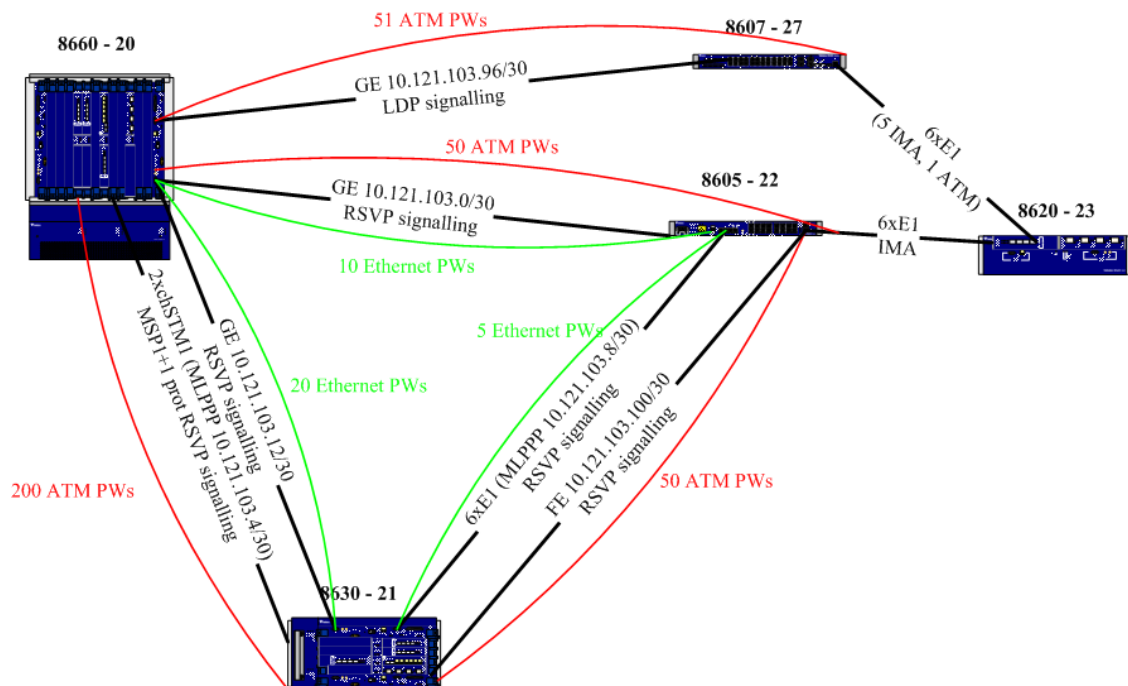 51 ATM PWs
8660 - 20
8607 - 27
GE 10.121.103.96/30
LDP signalling
6xE1
(5 IMA, 1 ATM)
50 ATM PWs
8605 - 22
GE 10.121.103.0/30
RSVP signalling
8620 - 23
6xE1
IMA
10 Ethernet PWs
5 Ethernet PWs
20 Ethernet PWs
GE 10.121.103.12/30
RSVP signalling
2xchSTM1 (MLPPP 10.121.103.4/30)
MSP1+1 prot RSVP signalling
6xE1 (MLPPP 10.121.103.8/30)
RSVP signalling
FE 10.121.103.100/30
RSVP signalling
200 ATM PWs
50 ATM PWs
8630 - 21